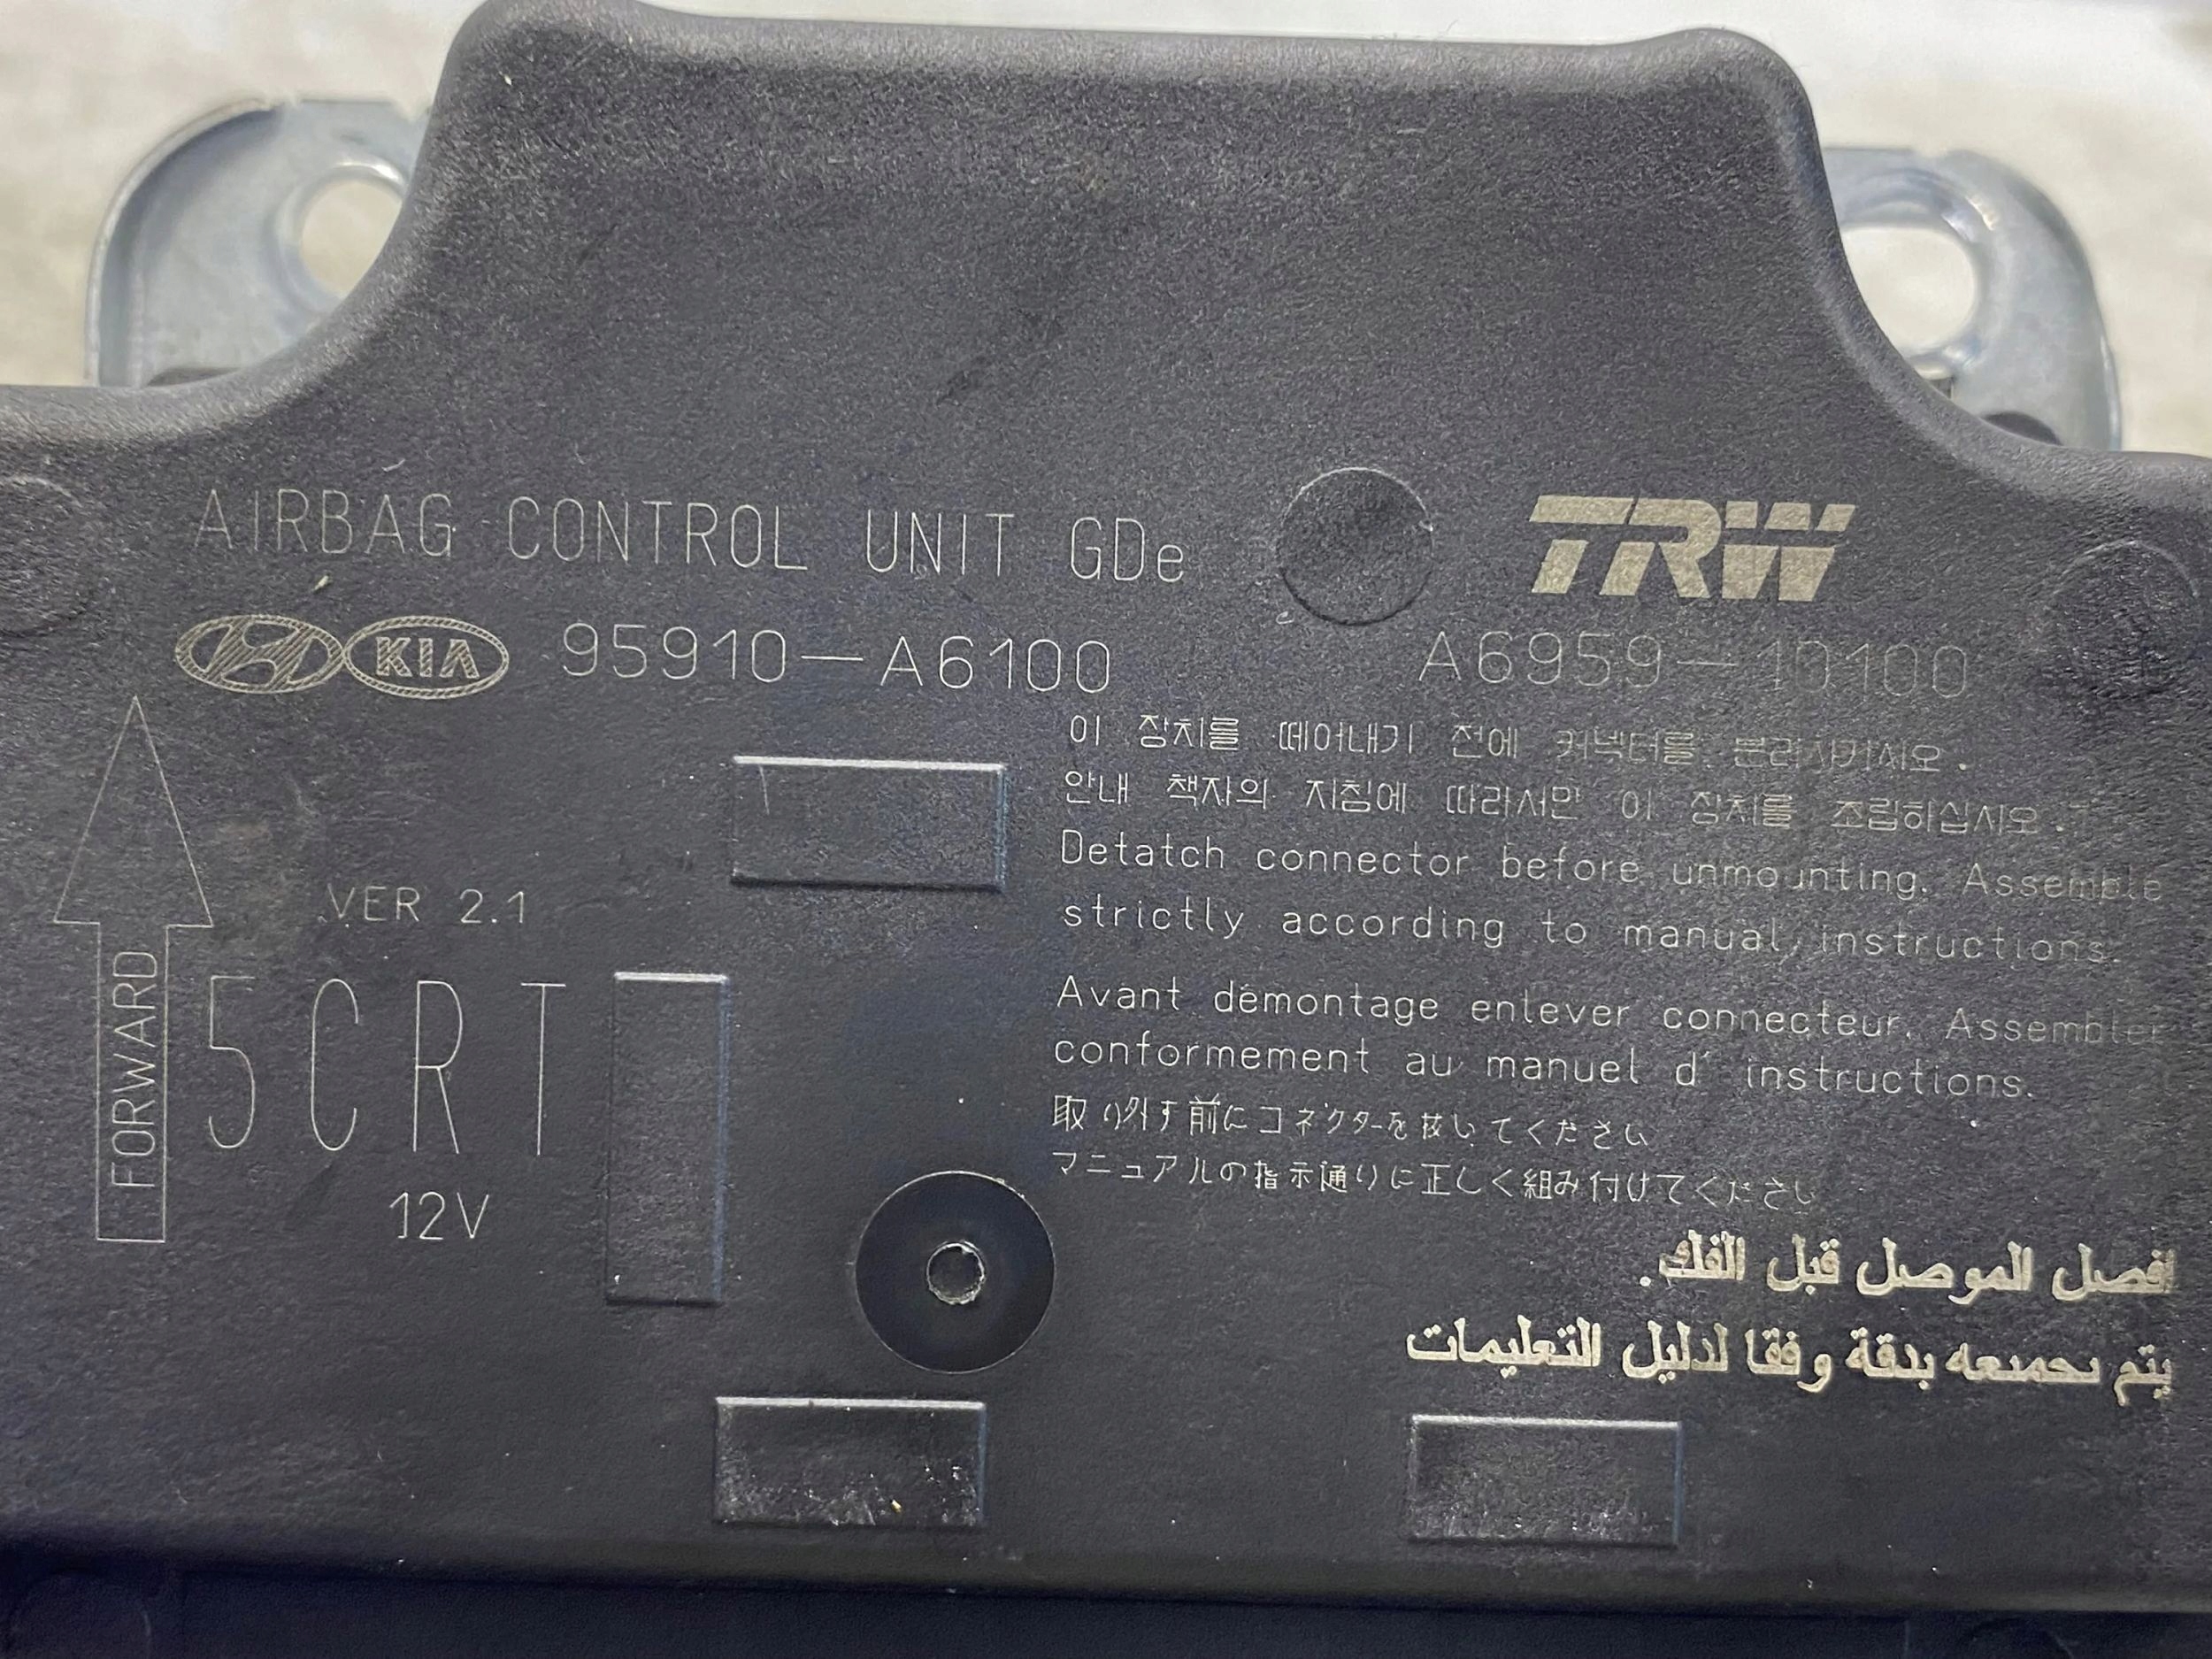 AIRBAG CONTROL UNIT GDe
TRW
KIA 95910-A6100
A6959-10100
이 장치를 떼어내기 전에 커넥터를 분리시키시오.
안내 책자의 지침에 따라서만 이 장치를 조립하십시오.
Detatch connector before unmounting. Assemble
strictly according to manual instructions.
VER 2.1
Avant démontage enlever connecteur. Assembler
conformement au manuel d' instructions.
5CRT
FORWARD
取り外す前にコネクターを抜いてください
マニュアルの指示通りに正しく組み付けてください
12V
افصل الموصل قبل الفك.
يتم تجميعه بدقة وفقا لدليل التعليمات